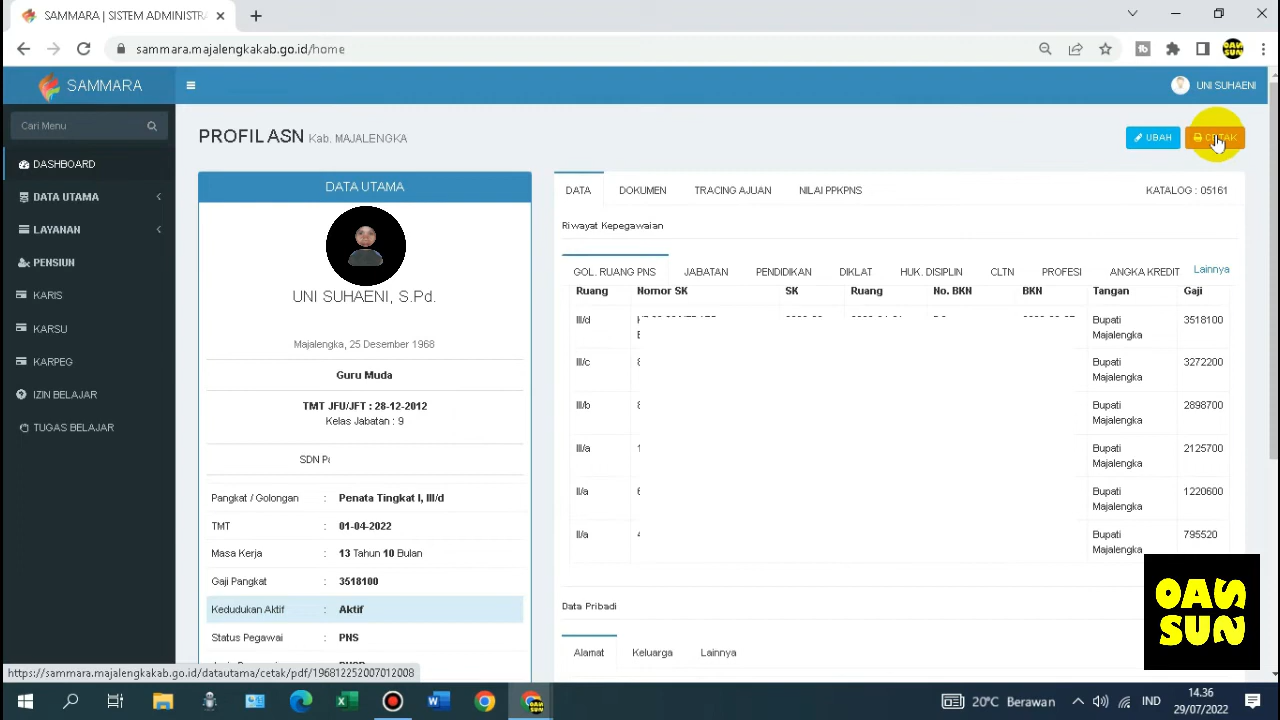 SAMMARA | SISTEM ADMINISTRA
sammara.majalengkakab.go.id/home
SAMMARA
UNI SUHAENI
Cari Menu
DASHBOARD
DATA UTAMA
LAYANAN
PENSIUN
KARIS
KARSU
KARPEG
IZIN BELAJAR
TUGAS BELAJAR
PROFIL ASN Kab. MAJALENGKA
UBAH
CETAK
DATA UTAMA
UNI SUHAENI, S.Pd.
Majalengka, 25 Desember 1968
Guru Muda
TMT JFU/JFT : 28-12-2012
Kelas Jabatan : 9
SDN
Pangkat / Golongan : Penata Tingkat I, III/d
TMT : 01-04-2022
Masa Kerja : 13 Tahun 10 Bulan
Gaji Pangkat : 3518100
Kedudukan Aktif : Aktif
Status Pegawai : PNS
DATA DOKUMEN TRACING AJUAN NILAI PPKPNS KATALOG : 05161
Riwayat Kepegawaian
GOL. RUANG PNS JABATAN PENDIDIKAN DIKLAT HUK. DISIPLIN CLTN PROFESI ANGKA KREDIT Lainnya
Ruang Nomor SK SK Ruang No. BKN BKN Tangan Gaji
III/d Bupati 3518100
Majalengka
III/c 8 Bupati 3272200
Majalengka
III/b 8 Bupati 2898700
Majalengka
III/a 1 Bupati 2125700
Majalengka
II/a 6 Bupati 1220600
Majalengka
II/a 4 Bupati 795520
Majalengka
Data Pribadi
Alamat Keluarga Lainnya
OAS
SUN
https://sammara.majalengkakab.go.id/datautama/cetak/pdf/196812252007012008
20°C Berawan IND 14.36
29/07/2022